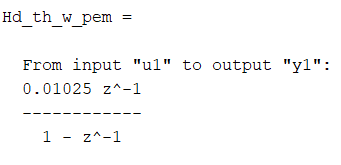 Hd_th_w_pem =
From input "u1" to output "y1":
0.01025 z^-1
------------
1 - z^-1